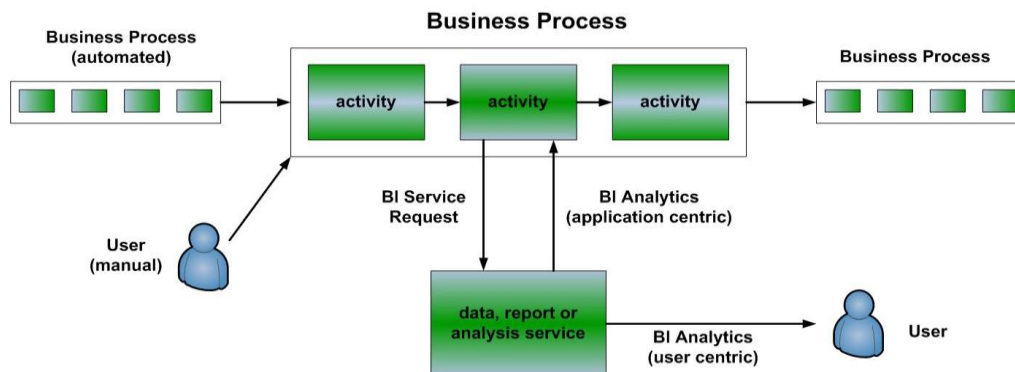 Business Process
Business Process
(automated)
Business Process
activity
activity
activity
BI Service
Request
BI Analytics
(application centric)
User
(manual)
data, report or
analysis service
BI Analytics
(user centric)
User